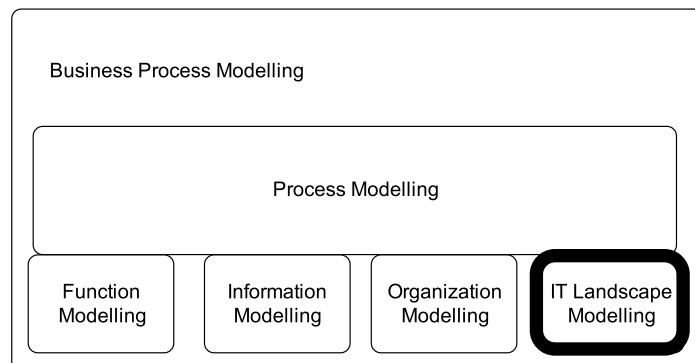 Business Process Modelling
Process Modelling
Function
Modelling
Information
Modelling
Organization
Modelling
IT Landscape
Modelling